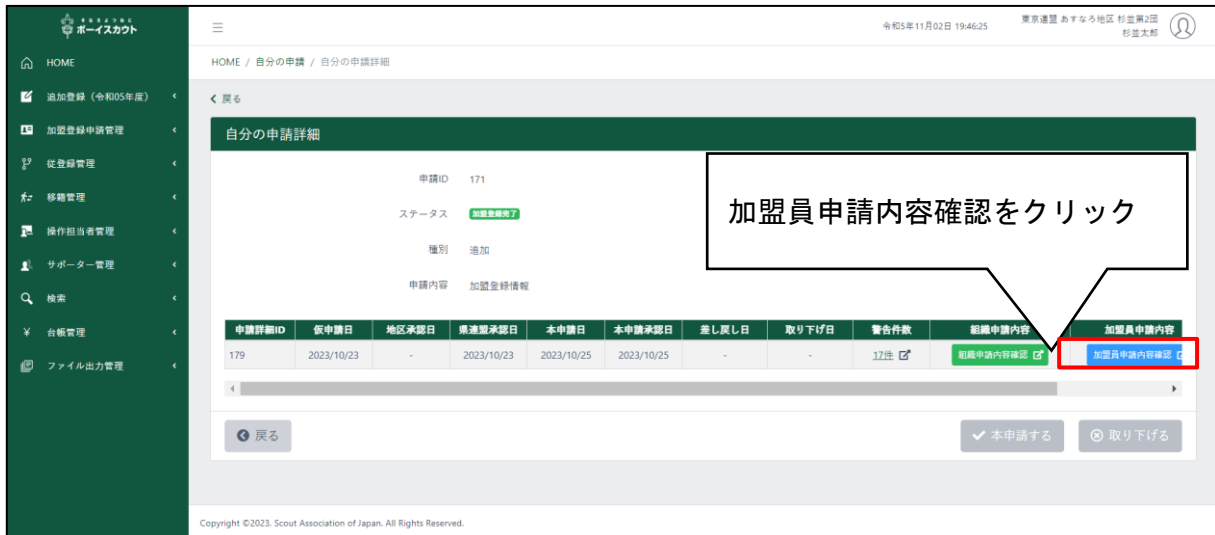 そなえよつねに
ボーイスカウト
令和5年11月02日 19:46:25
東京連盟 あすなろ地区 杉並第2団
杉並太郎
HOME
追加登録（令和05年度）
加盟登録申請管理
従登録管理
移籍管理
操作担当者管理
サポーター管理
検索
台帳管理
ファイル出力管理
HOME / 自分の申請 / 自分の申請詳細
戻る
自分の申請詳細
申請ID 171
ステータス 加盟登録完了
種別 追加
申請内容 加盟登録情報
加盟員申請内容確認をクリック
申請詳細ID 仮申請日 地区承認日 県連盟承認日 本申請日 本申請承認日 差し戻し日 取り下げ日 警告件数 組織申請内容 加盟員申請内容
179 2023/10/23 - 2023/10/23 2023/10/25 2023/10/25 - - 17件 組織申請内容確認 加盟員申請内容確認
戻る 本申請する 取り下げる
Copyright ©2023. Scout Association of Japan. All Rights Reserved.